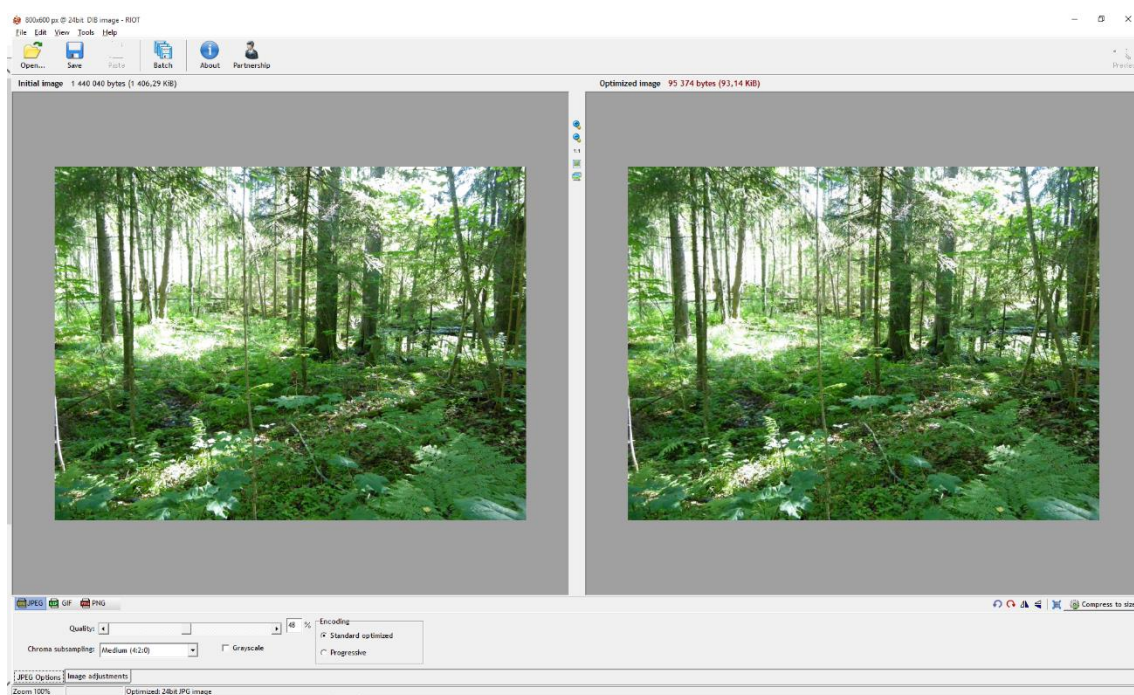 800x600 px @ 24bit DIB image - RIOT
File Edit View Tools Help
Open... Save Paste Batch About Partnership
Initial image 1 440 040 bytes (1 406,29 KiB) Optimized image 95 374 bytes (93,14 KiB)
1:1
JPEG GIF PNG
Compress to size
Quality: %
Encoding
Standard optimized
Chroma subsampling: Medium (4:2:0) Grayscale
Progressive
JPEG Options Image adjustments
Zoom 100% Optimized: 24bit JPG image